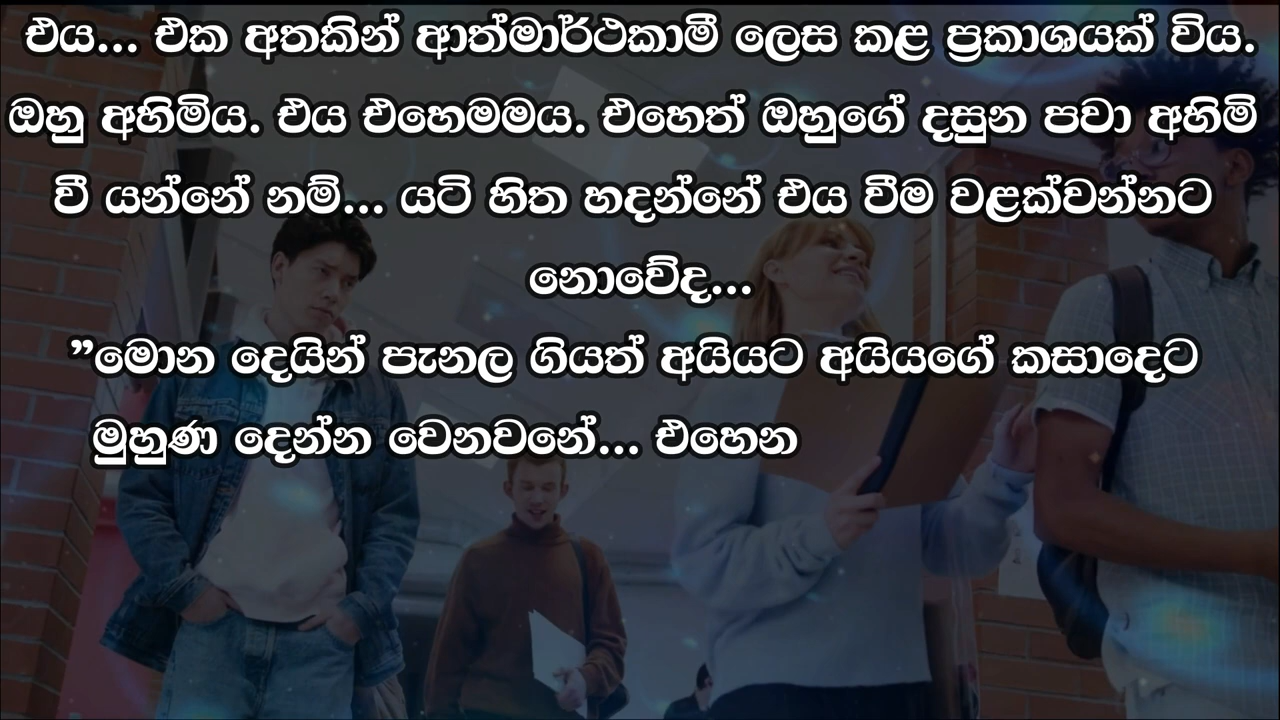 එය... එක අතකින් ආත්මාර්ථකාමී ලෙස කළ ප්‍රකාශයක් විය.
ඔහු අහිමිය. එය එහෙමමය. එහෙත් ඔහුගේ දසුන පවා අහිමි
වී යන්නේ නම්... යටි හිත හදන්නේ එය වීම වළක්වන්නට
නොවේද...
”මොන දෙයින් පැනල ගියත් අයියට අයියගේ කසාදෙට
මුහුණ දෙන්න වෙනවනේ... එහෙන